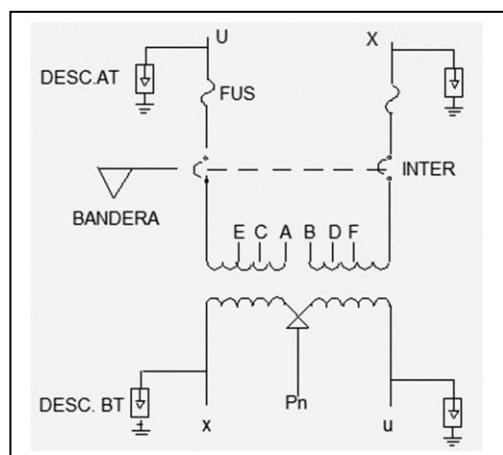 U X
DESC.AT
FUS
INTER
BANDERA
E C A B D F
DESC. BT
Pn
x u